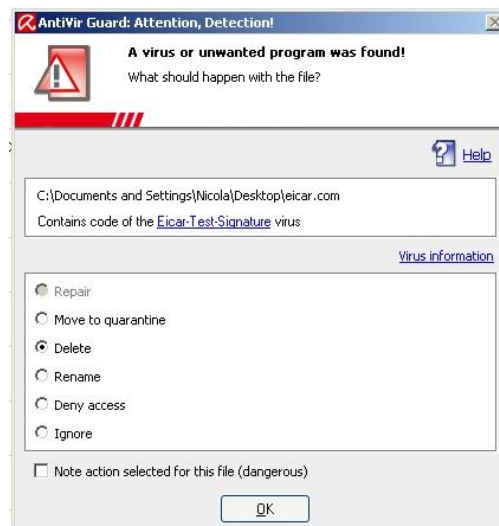 AntiVir Guard: Attention, Detection!
A virus or unwanted program was found!
What should happen with the file?
Help
C:\Documents and Settings\Nicola\Desktop\eicar.com
Contains code of the Eicar-Test-Signature virus
Virus information
Repair
Move to quarantine
Delete
Rename
Deny access
Ignore
Note action selected for this file (dangerous)
OK